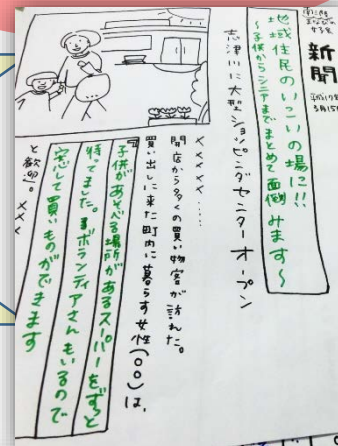 新聞
地域住民のいこいの場に!!
〜子供からシニアまでまとめて面倒みます〜
志津川に大型ショッピングセンターオープン
××××……
開店から多くの買い物客が訪れた。
買い出しに来た町内に暮らす女性(〇〇)は、
子供があそべる場所があるスーパーをずっと
待ってました。ボランティアさんもいるので
安心して買いものができます
と歓迎。×××